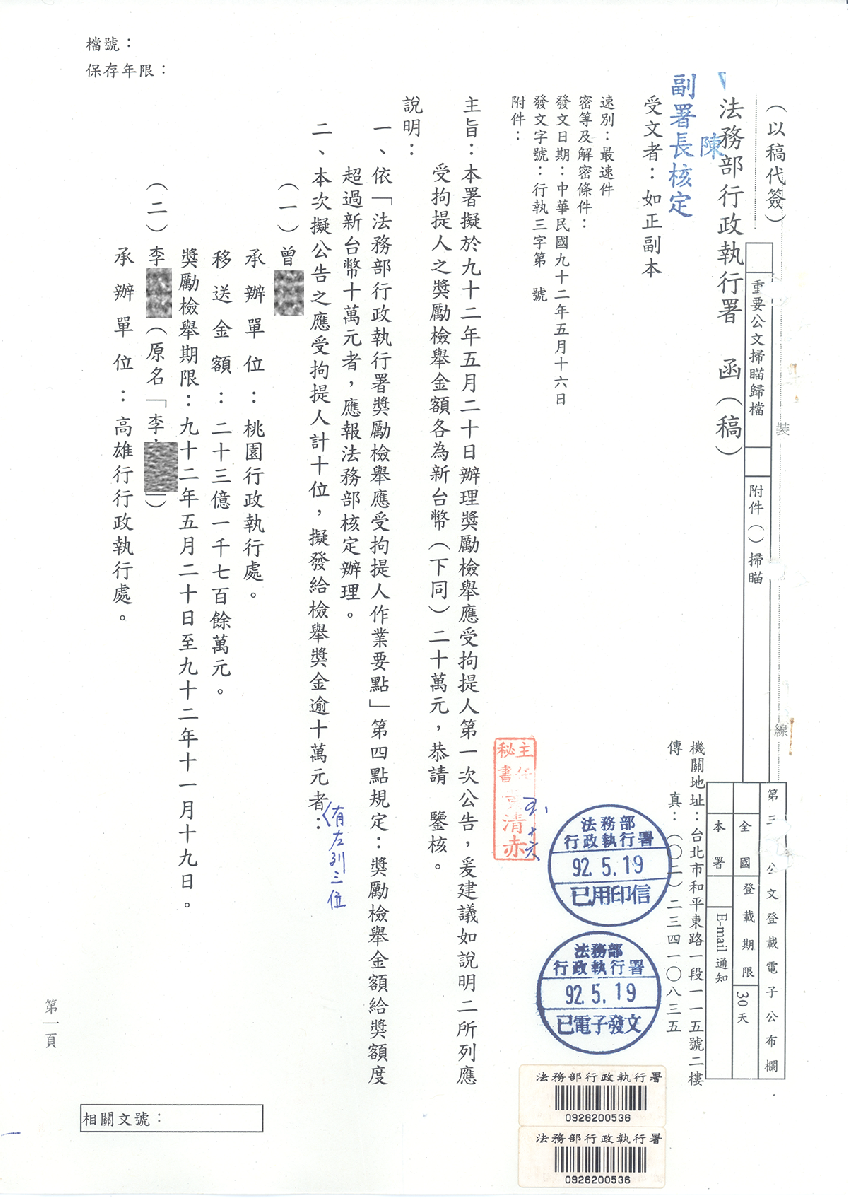 檔號：
保存年限：
（以稿代簽）
重要公文掃瞄歸檔
附件（ ）掃瞄
裝
線
公文登載電子公布欄
全國
登載期限
30天
本署
E-mail通知
法務部行政執行署 函（稿）
陳
副署長核定
機關地址：台北市和平東路一段一一五號二樓
傳 真：（〇二）二三四一〇八三五
受文者：如正副本
速別：最速件
密等及解密條件：
發文日期：中華民國九十二年五月十六日
發文字號：行執三字第 號
附件：
主旨：本署擬於九十二年五月二十日辦理獎勵檢舉應受拘提人第一次公告，爰建議如說明二所列應
受拘提人之獎勵檢舉金額各為新台幣（下同）二十萬元，恭請 鑒核。
說明：
一、依「法務部行政執行署獎勵檢舉應受拘提人作業要點」第四點規定：獎勵檢舉金額給獎額度
超過新台幣十萬元者，應報法務部核定辦理。
二、本次擬公告之應受拘提人計十位，擬發給檢舉獎金逾十萬元者：
有左列三位
（一）曾
承辦單位：桃園行政執行處。
移送金額：二十三億一千七百餘萬元。
獎勵檢舉期限：九十二年五月二十日至九十二年十一月十九日。
（二）李（原名「李」）
承辦單位：高雄行行政執行處。
主
秘書
清赤
法務部
行政執行署
92.5.19
已用印信
法務部
行政執行署
92.5.19
已電子發文
法務部行政執行署
0926200536
法務部行政執行署
0926200536
第一頁
相關文號：